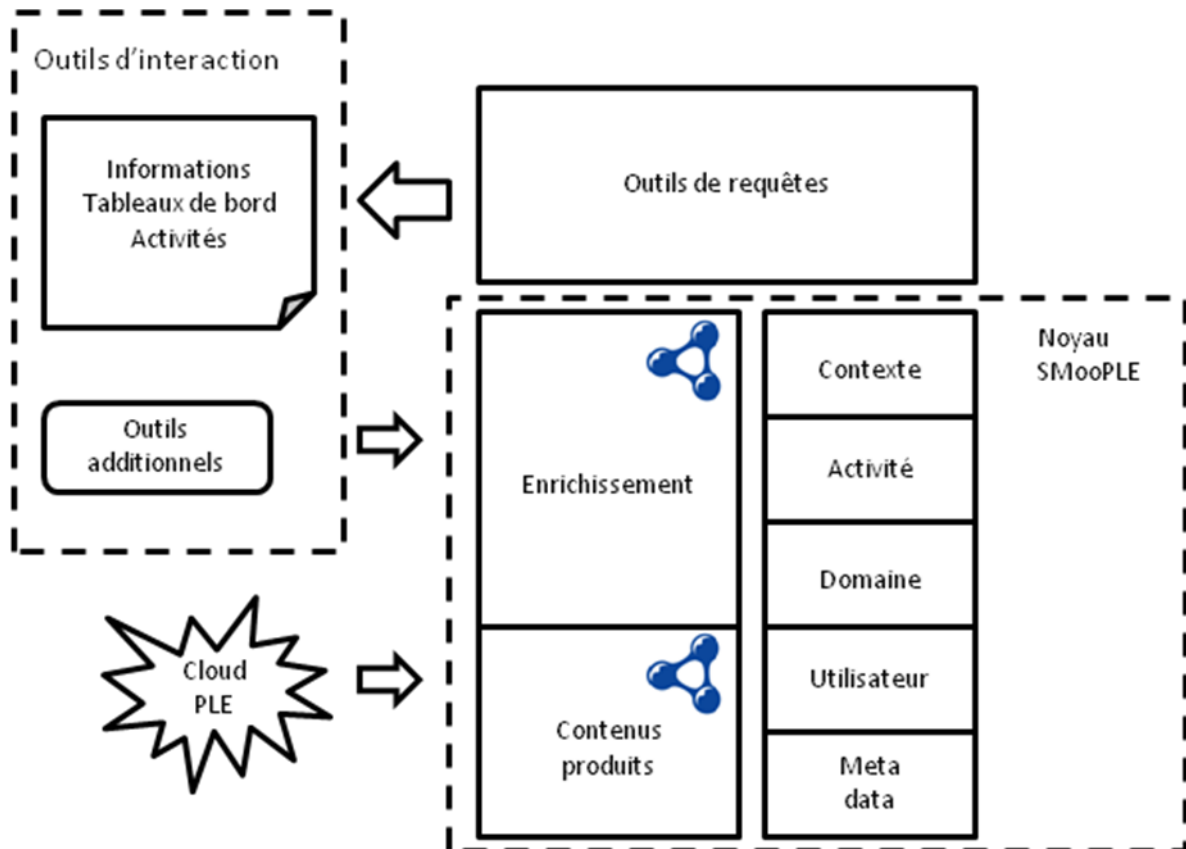 Outils d'interaction
Informations
Tableaux de bord
Activités
Outils
additionnels
Cloud
PLE
Outils de requêtes
Noyau
SMooPLE
Enrichissement
Contenus
produits
Contexte
Activité
Domaine
Utilisateur
Meta
data